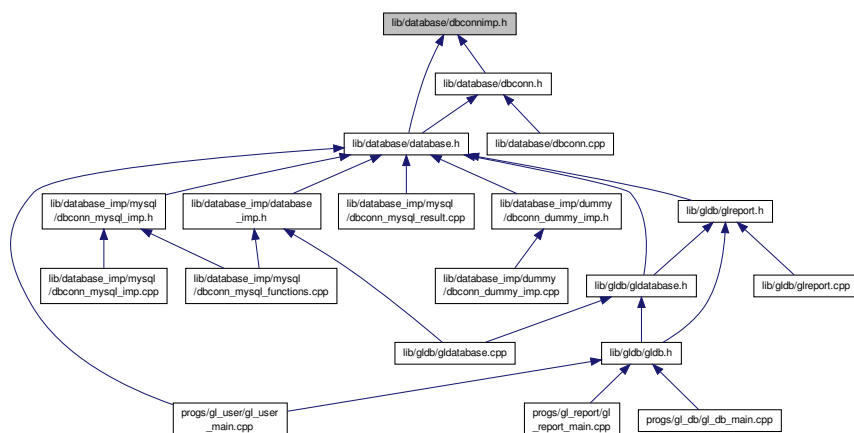 lib/database/dbconnimp.h
lib/database/dbconn.h
lib/database/database.h
lib/database/dbconn.cpp
lib/database_imp/mysql
/dbconn_mysql_imp.h
lib/database_imp/database
_imp.h
lib/database_imp/mysql
/dbconn_mysql_result.cpp
lib/database_imp/dummy
/dbconn_dummy_imp.h
lib/gldb/glreport.h
lib/database_imp/mysql
/dbconn_mysql_imp.cpp
lib/database_imp/mysql
/dbconn_mysql_functions.cpp
lib/database_imp/dummy
/dbconn_dummy_imp.cpp
lib/gldb/gldatabase.h
lib/gldb/glreport.cpp
lib/gldb/gldatabase.cpp
lib/gldb/gldb.h
progs/gl_user/gl_user
_main.cpp
progs/gl_report/gl
_report_main.cpp
progs/gl_db/gl_db_main.cpp